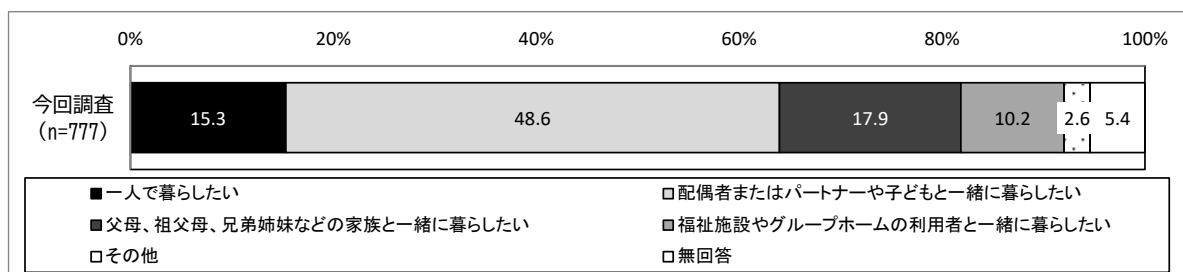 0% 20% 40% 60% 80% 100%
今回調査
（n=777）
15.3 48.6 17.9 10.2 2.6 5.4
■一人で暮らしたい □配偶者またはパートナーや子どもと一緒に暮らしたい
■父母、祖父母、兄弟姉妹などの家族と一緒に暮らしたい ■福祉施設やグループホームの利用者と一緒に暮らしたい
□その他 □無回答